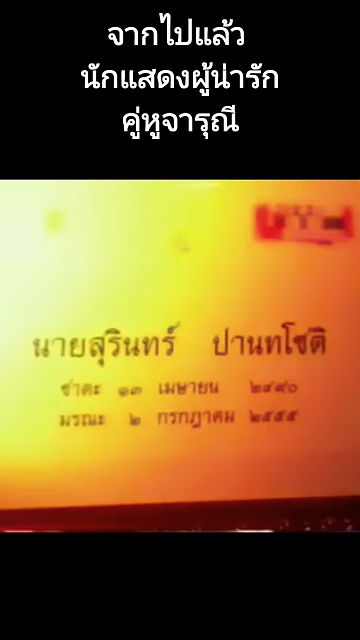 จากไปแล้ว
นักแสดงผู้น่ารัก
คู่หูจารุณี
นายสุรินทร์ ปานทโชติ
ชาตะ ๑๓ เมษายน ๒๔๙๐
มรณะ ๒ กรกฎาคม ๒๕๕๕